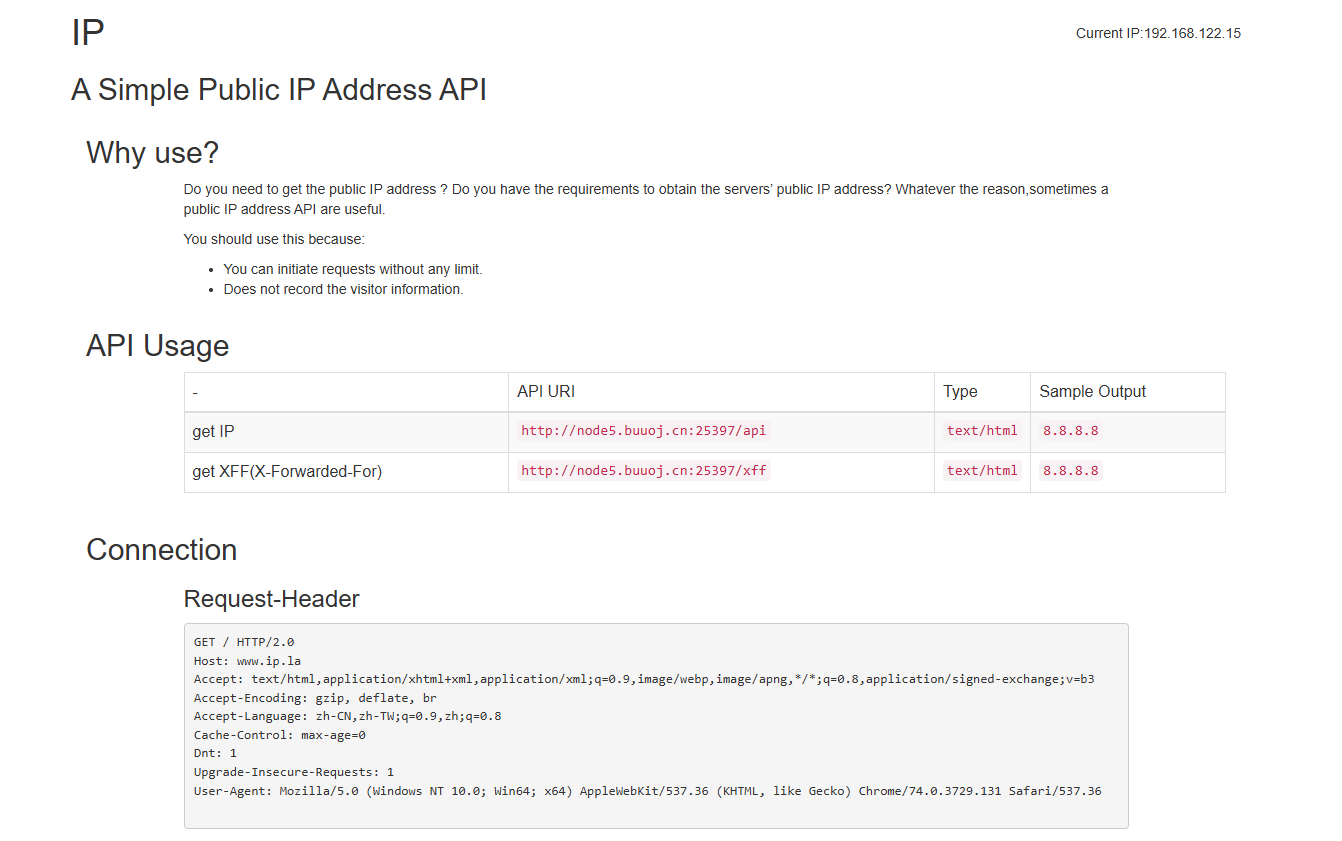 IP
Current IP:192.168.122.15
A Simple Public IP Address API
Why use?
Do you need to get the public IP address ? Do you have the requirements to obtain the servers’ public IP address? Whatever the reason,sometimes a
public IP address API are useful.
You should use this because:
• You can initiate requests without any limit.
• Does not record the visitor information.
API Usage
- API URI Type Sample Output
get IP http://node5.buuoj.cn:25397/api text/html 8.8.8.8
get XFF(X-Forwarded-For) http://node5.buuoj.cn:25397/xff text/html 8.8.8.8
Connection
Request-Header
GET / HTTP/2.0
Host: www.ip.la
Accept: text/html,application/xhtml+xml,application/xml;q=0.9,image/webp,image/apng,*/*;q=0.8,application/signed-exchange;v=b3
Accept-Encoding: gzip, deflate, br
Accept-Language: zh-CN,zh-TW;q=0.9,zh;q=0.8
Cache-Control: max-age=0
Dnt: 1
Upgrade-Insecure-Requests: 1
User-Agent: Mozilla/5.0 (Windows NT 10.0; Win64; x64) AppleWebKit/537.36 (KHTML, like Gecko) Chrome/74.0.3729.131 Safari/537.36